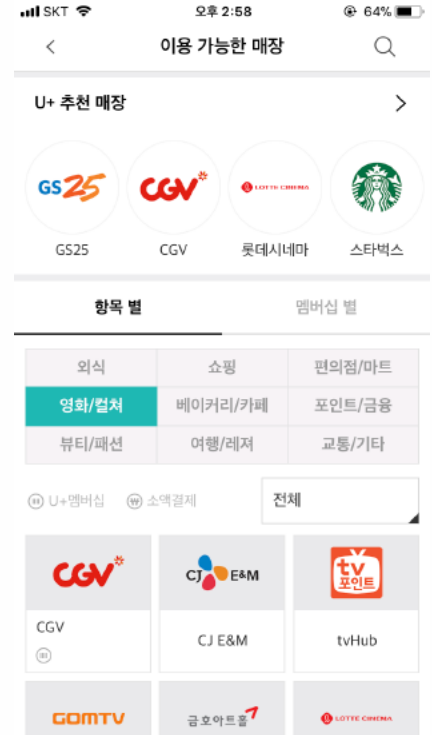 SKT 오후 2:58 64%
이용 가능한 매장
U+ 추천 매장
GS25 CGV LOTTE CINEMA
GS25 CGV 롯데시네마 스타벅스
항목 별 멤버십 별
외식 쇼핑 편의점/마트
영화/컬처 베이커리/카페 포인트/금융
뷰티/패션 여행/레져 교통/기타
U+멤버십 ₩ 소액결제 전체
CGV CJ E&M tv
포인트
CGV
CJ E&M tvHub
GOMTV 금호아트홀 LOTTE CINEMA